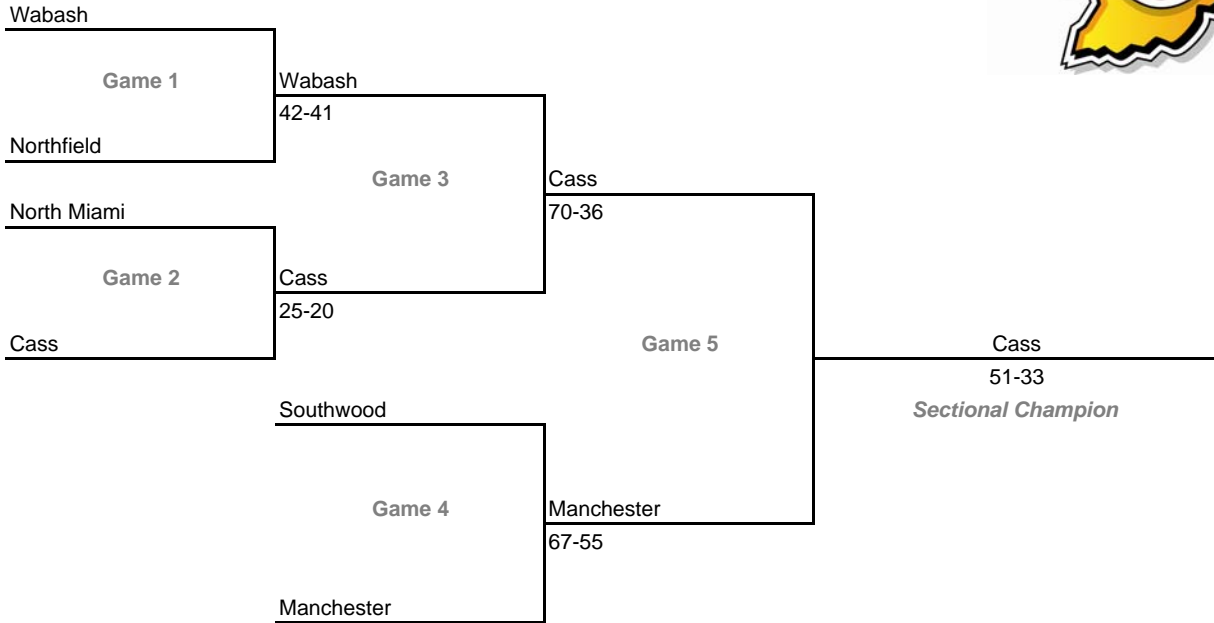 Wabash
Game 1
Wabash
42-41
Northfield
Game 3
Cass
North Miami
70-36
Game 2
Cass
25-20
Cass
Game 5
Cass
51-33
Southwood
Sectional Champion
Game 4
Manchester
67-55
Manchester